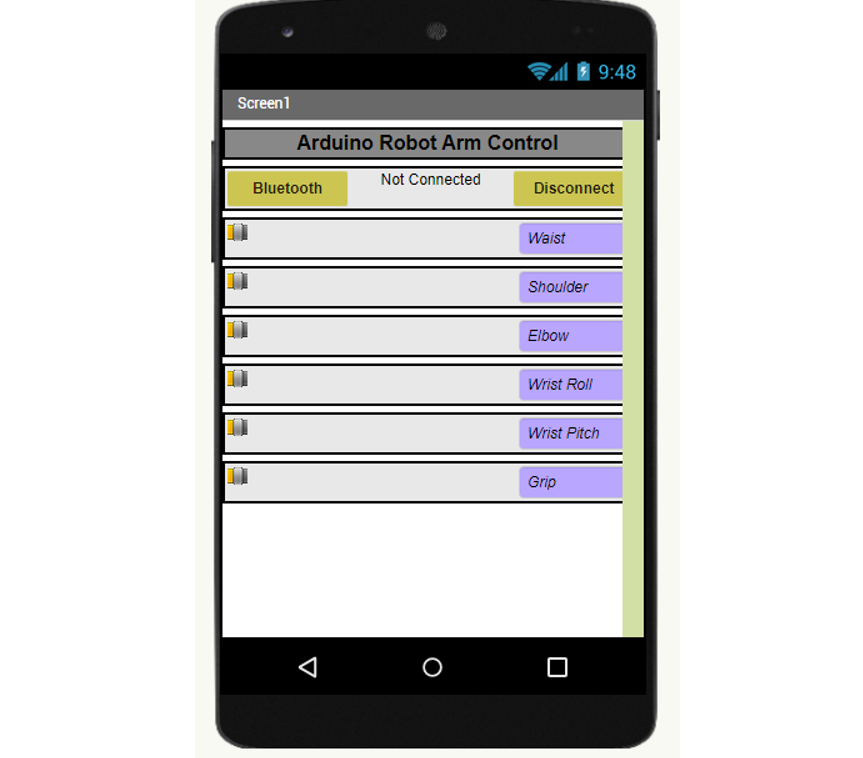 9:48
Screen1
Arduino Robot Arm Control
Bluetooth Not Connected Disconnect
Waist
Shoulder
Elbow
Wrist Roll
Wrist Pitch
Grip